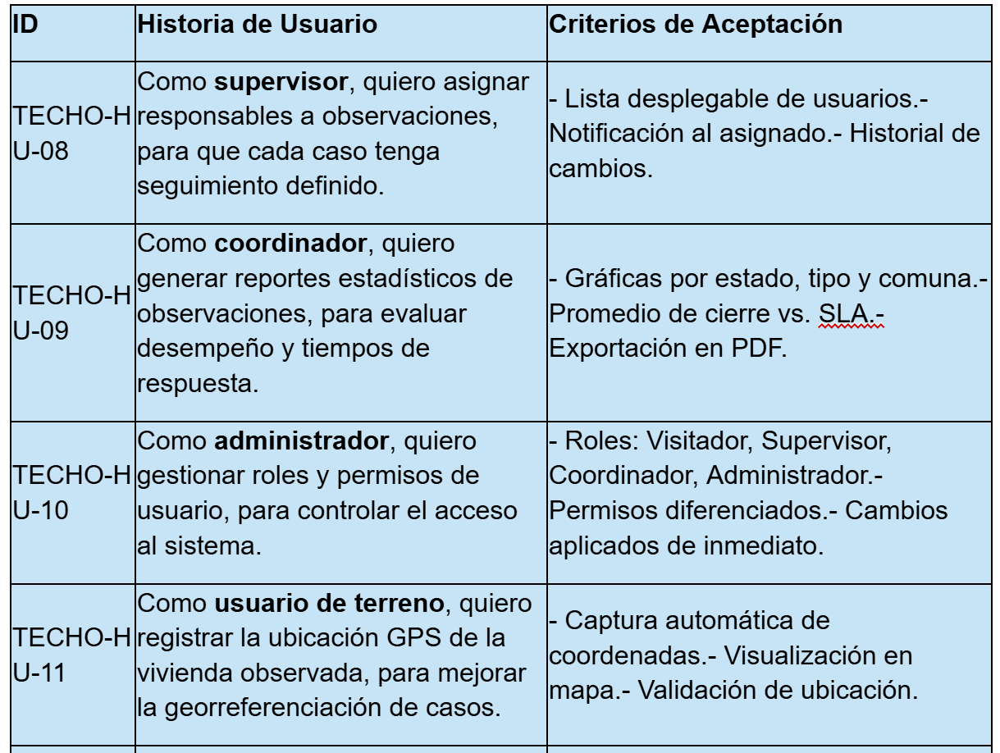 ID
Historia de Usuario
Criterios de Aceptación
TECHO-H
U-08
Como supervisor, quiero asignar
responsables a observaciones,
para que cada caso tenga
seguimiento definido.
- Lista desplegable de usuarios.-
Notificación al asignado.- Historial de
cambios.
TECHO-H
U-09
Como coordinador, quiero
generar reportes estadísticos de
observaciones, para evaluar
desempeño y tiempos de
respuesta.
- Gráficas por estado, tipo y comuna.-
Promedio de cierre vs. SLA.-
Exportación en PDF.
TECHO-H
U-10
Como administrador, quiero
gestionar roles y permisos de
usuario, para controlar el acceso
al sistema.
- Roles: Visitador, Supervisor,
Coordinador, Administrador.-
Permisos diferenciados.- Cambios
aplicados de inmediato.
TECHO-H
U-11
Como usuario de terreno, quiero
registrar la ubicación GPS de la
vivienda observada, para mejorar
la georreferenciación de casos.
- Captura automática de
coordenadas.- Visualización en
mapa.- Validación de ubicación.